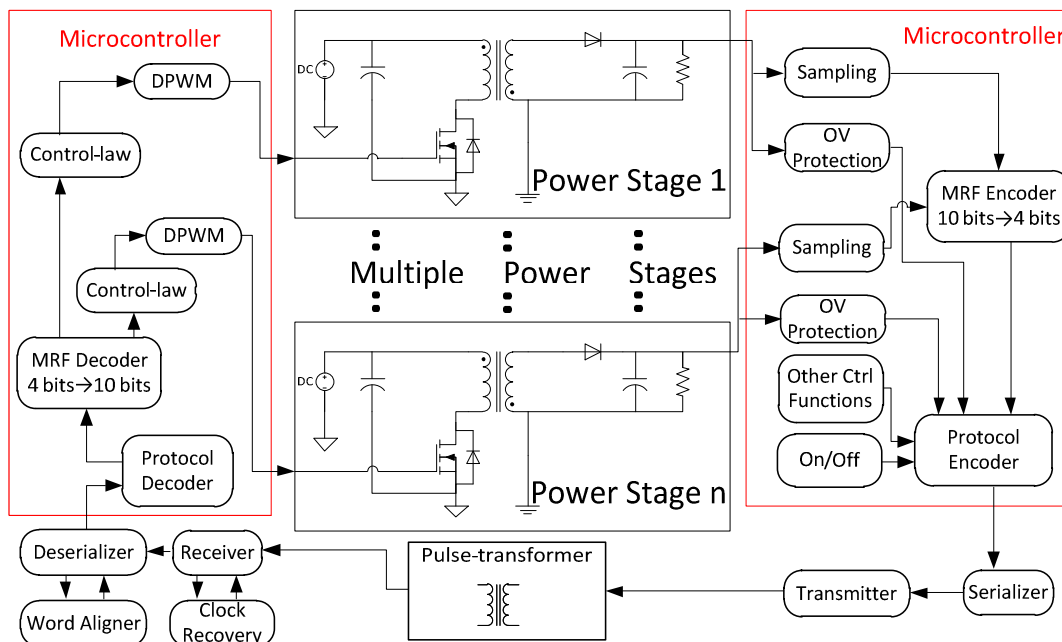 Microcontroller
DPWM
Control-law
DPWM
Control-law
MRF Decoder
4 bits→10 bits
Protocol
Decoder
Deserializer
Receiver
Word Aligner
Clock
Recovery
DC
Power Stage 1
Multiple Power Stages
DC
Power Stage n
Pulse-transformer
Microcontroller
Sampling
OV
Protection
MRF Encoder
10 bits→4 bits
Sampling
OV
Protection
Other Ctrl
Functions
On/Off
Protocol
Encoder
Transmitter
Serializer